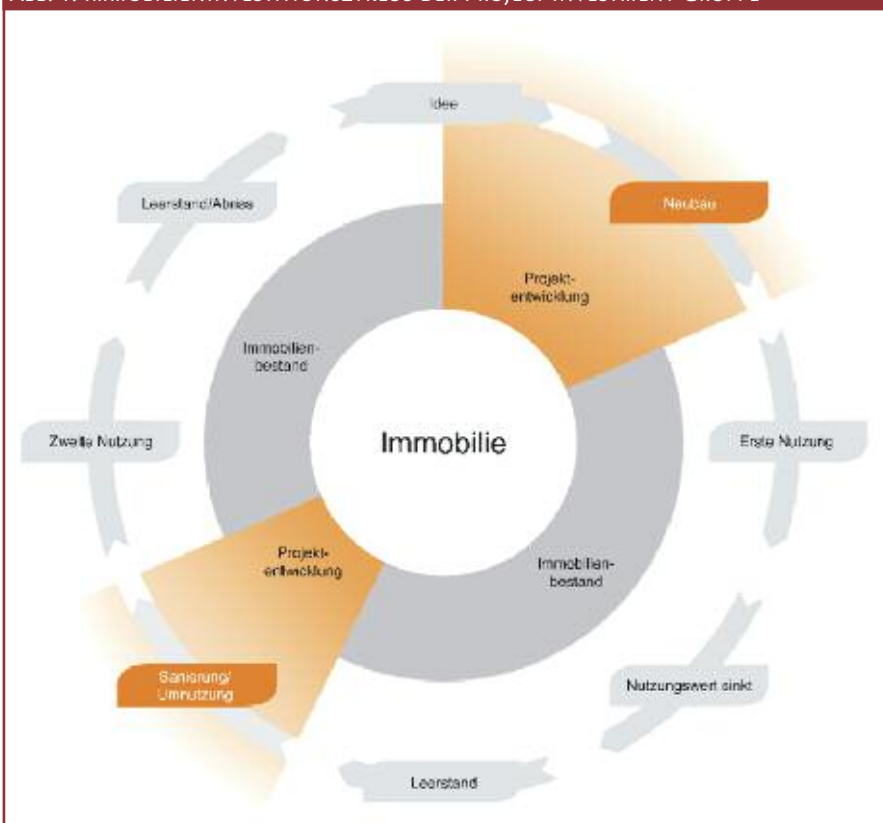 Idee
Neubau
Leerstand/Abriss
Projekt-
entwicklung
Immobilien-
bestand
Immobilie
Zweite Nutzung
Erste Nutzung
Projekt-
entwicklung
Immobilien-
bestand
Sanierung/
Umnutzung
Nutzungswert sinkt
Leerstand